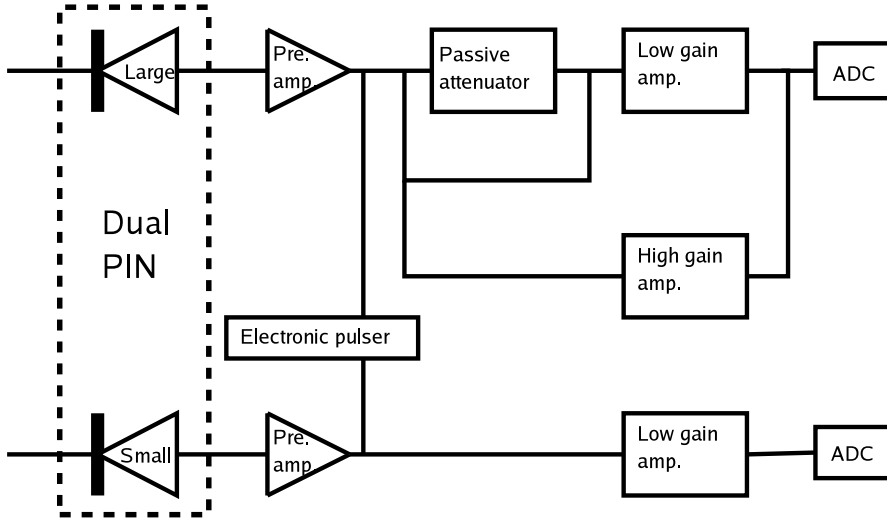 Large
Pre.
amp.
Passive
attenuator
Low gain
amp.
ADC
Dual
PIN
High gain
amp.
Electronic pulser
Small
Pre.
amp.
Low gain
amp.
ADC